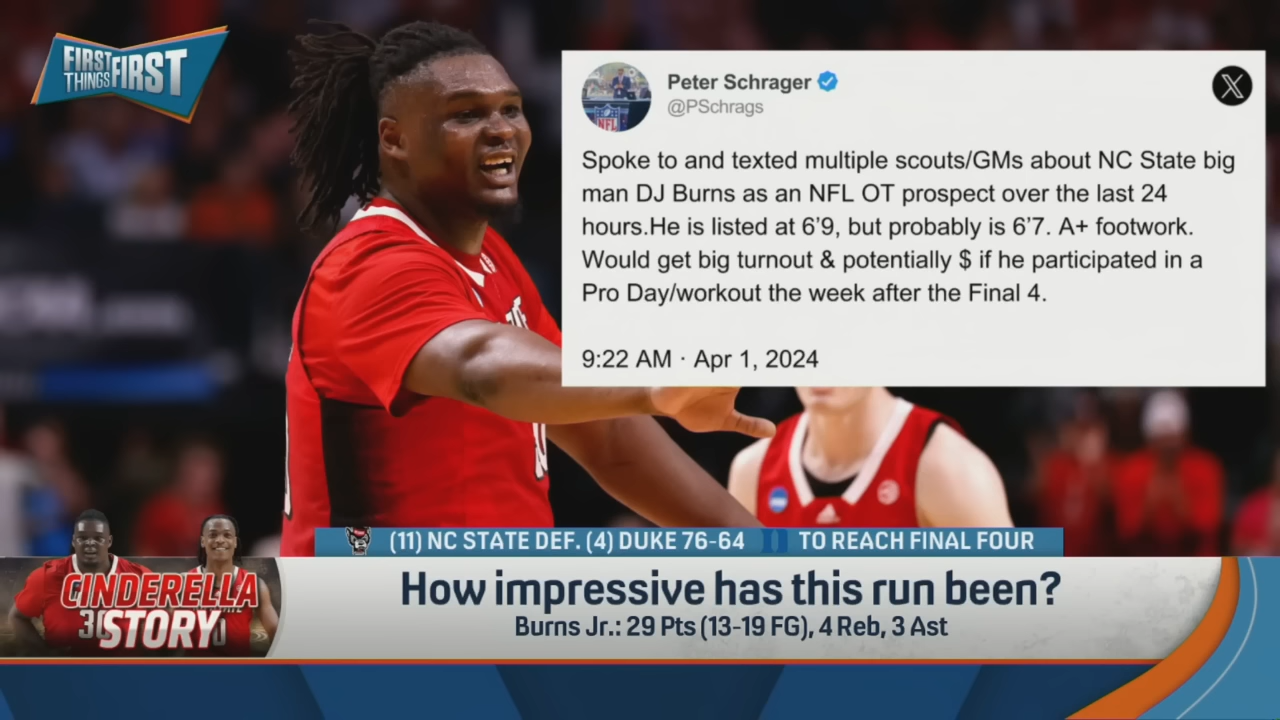 FIRST
THINGS FIRST
Peter Schrager
@PSchrags
X
Spoke to and texted multiple scouts/GMs about NC State big
man DJ Burns as an NFL OT prospect over the last 24
hours.He is listed at 6'9, but probably is 6'7. A+ footwork.
Would get big turnout & potentially $ if he participated in a
Pro Day/workout the week after the Final 4.
9:22 AM · Apr 1, 2024
NFL
(11) NC STATE DEF. (4) DUKE 76-64 TO REACH FINAL FOUR
CINDERELLA
STORY
30
How impressive has this run been?
Burns Jr.: 29 Pts (13-19 FG), 4 Reb, 3 Ast